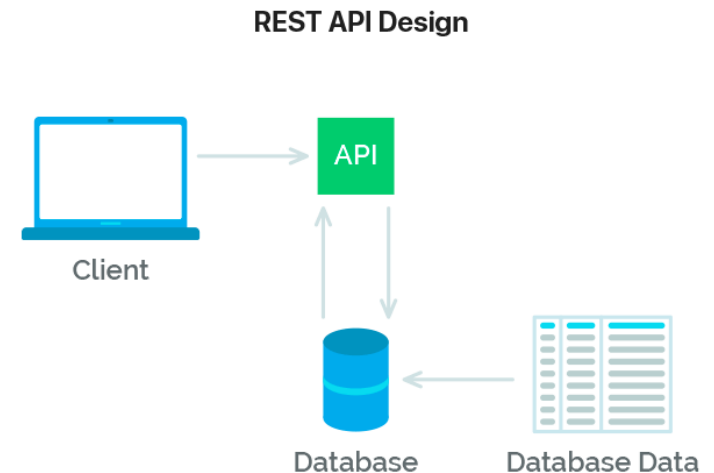 REST API Design
API
Client
Database
Database Data